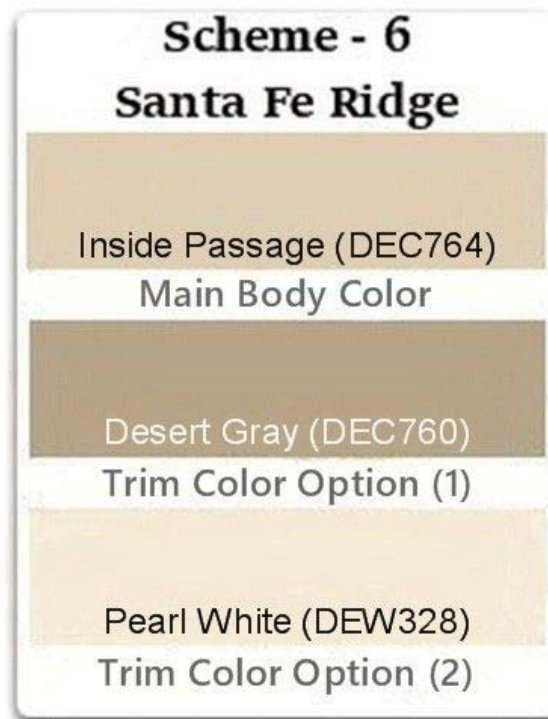 Scheme - 6
Santa Fe Ridge
Inside Passage (DEC764)
Main Body Color
Desert Gray (DEC760)
Trim Color Option (1)
Pearl White (DEW328)
Trim Color Option (2)